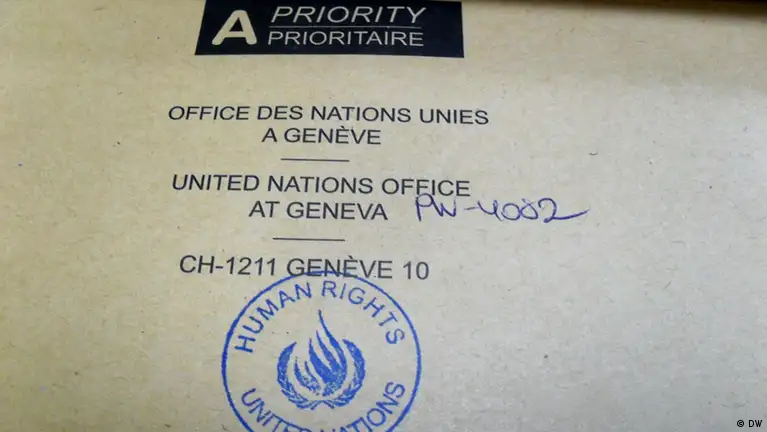 A PRIORITY
PRIORITAIRE
OFFICE DES NATIONS UNIES
A GENÈVE
UNITED NATIONS OFFICE
AT GENEVA PW-4082
CH-1211 GENÈVE 10
HUMAN RIGHTS
UNITED NATIONS
© DW